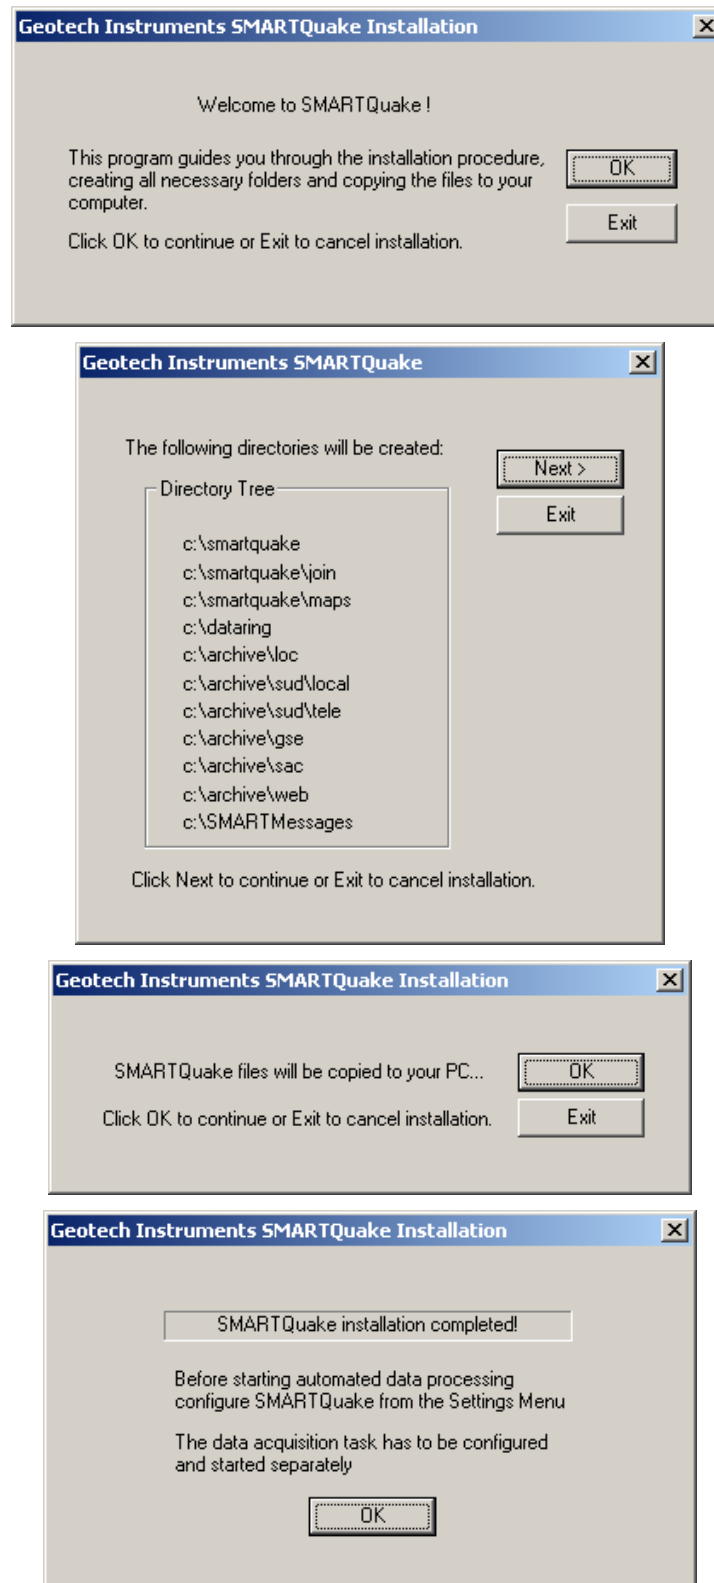 Geotech Instruments SMARTQuake Installation
Welcome to SMARTQuake !
This program guides you through the installation procedure,
creating all necessary folders and copying the files to your
computer.
Click OK to continue or Exit to cancel installation.
OK
Exit
Geotech Instruments SMARTQuake
The following directories will be created:
Directory Tree
c:\smartquake
c:\smartquake\join
c:\smartquake\maps
c:\dataring
c:\archive\loc
c:\archive\sud\local
c:\archive\sud\tele
c:\archive\gse
c:\archive\sac
c:\archive\web
c:\SMARTMessages
Next >
Exit
Click Next to continue or Exit to cancel installation.
Geotech Instruments SMARTQuake Installation
SMARTQuake files will be copied to your PC...
Click OK to continue or Exit to cancel installation.
OK
Exit
Geotech Instruments SMARTQuake Installation
SMARTQuake installation completed!
Before starting automated data processing
configure SMARTQuake from the Settings Menu
The data acquisition task has to be configured
and started separately
OK